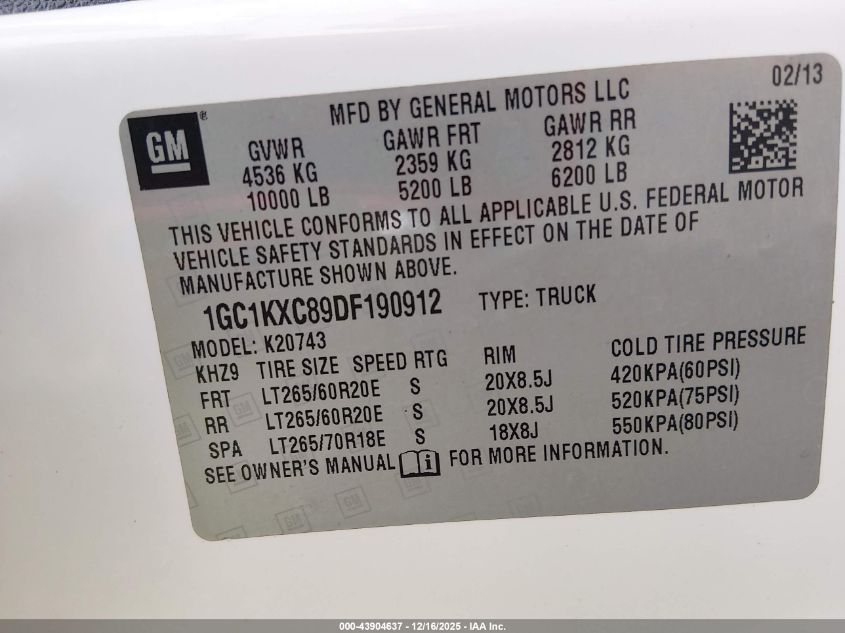 02/13
MFD BY GENERAL MOTORS LLC
GM®
GVWR GAWR FRT GAWR RR
4536 KG 2359 KG 2812 KG
10000 LB 5200 LB 6200 LB
THIS VEHICLE CONFORMS TO ALL APPLICABLE U.S. FEDERAL MOTOR
VEHICLE SAFETY STANDARDS IN EFFECT ON THE DATE OF
MANUFACTURE SHOWN ABOVE.
1GC1KXC89DF190912 TYPE: TRUCK
MODEL: K20743
KHZ9 TIRE SIZE SPEED RTG RIM COLD TIRE PRESSURE
FRT LT265/60R20E S 20X8.5J 420KPA(60PSI)
RR LT265/60R20E S 20X8.5J 520KPA(75PSI)
SPA LT265/70R18E S 18X8J 550KPA(80PSI)
SEE OWNER'S MANUAL i FOR MORE INFORMATION.
000-43904637 - 12/16/2025 - IAA Inc.